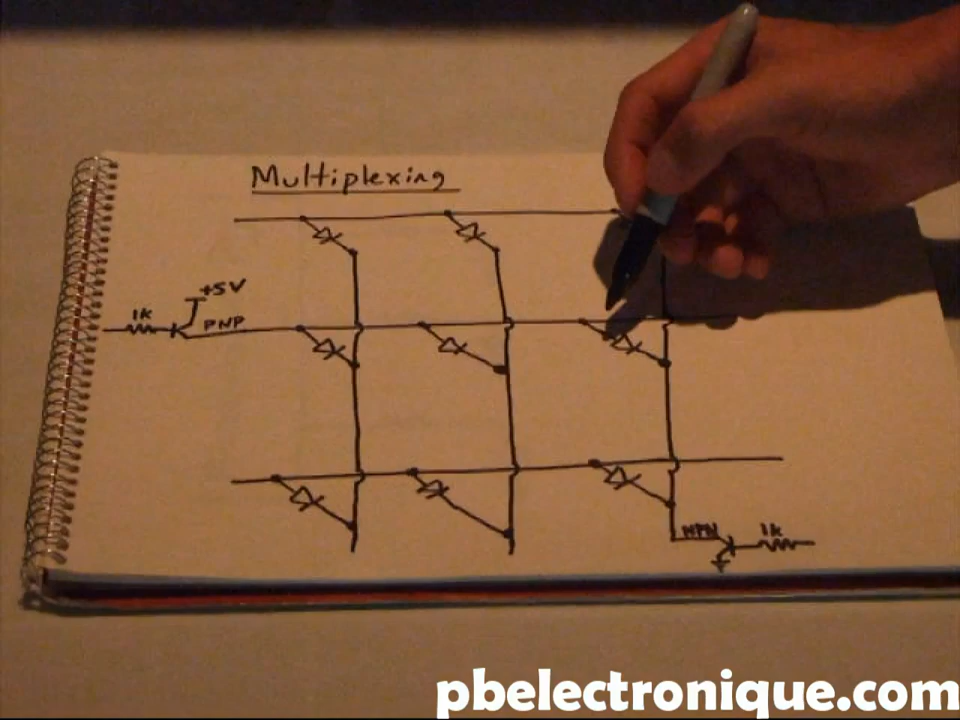 Multiplexing
+5V
1K
PNP
NPN
1K
pbelectronique.com